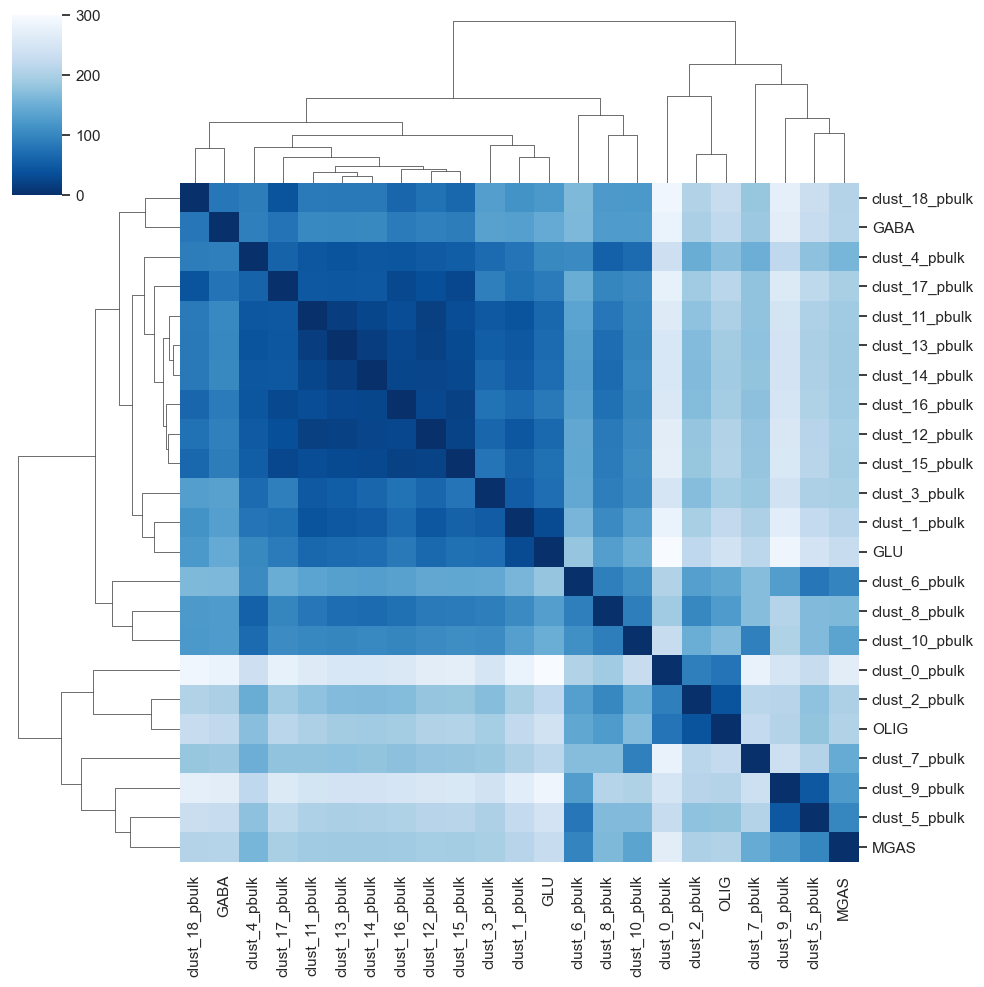 300
200
100
0
clust_18_pbulk
GABA
clust_4_pbulk
clust_17_pbulk
clust_11_pbulk
clust_13_pbulk
clust_14_pbulk
clust_16_pbulk
clust_12_pbulk
clust_15_pbulk
clust_3_pbulk
clust_1_pbulk
GLU
clust_6_pbulk
clust_8_pbulk
clust_10_pbulk
clust_0_pbulk
clust_2_pbulk
OLIG
clust_7_pbulk
clust_9_pbulk
clust_5_pbulk
MGAS
clust_18_pbulk
GABA
clust_4_pbulk
clust_17_pbulk
clust_11_pbulk
clust_13_pbulk
clust_14_pbulk
clust_16_pbulk
clust_12_pbulk
clust_15_pbulk
clust_3_pbulk
clust_1_pbulk
GLU
clust_6_pbulk
clust_8_pbulk
clust_10_pbulk
clust_0_pbulk
clust_2_pbulk
OLIG
clust_7_pbulk
clust_9_pbulk
clust_5_pbulk
MGAS